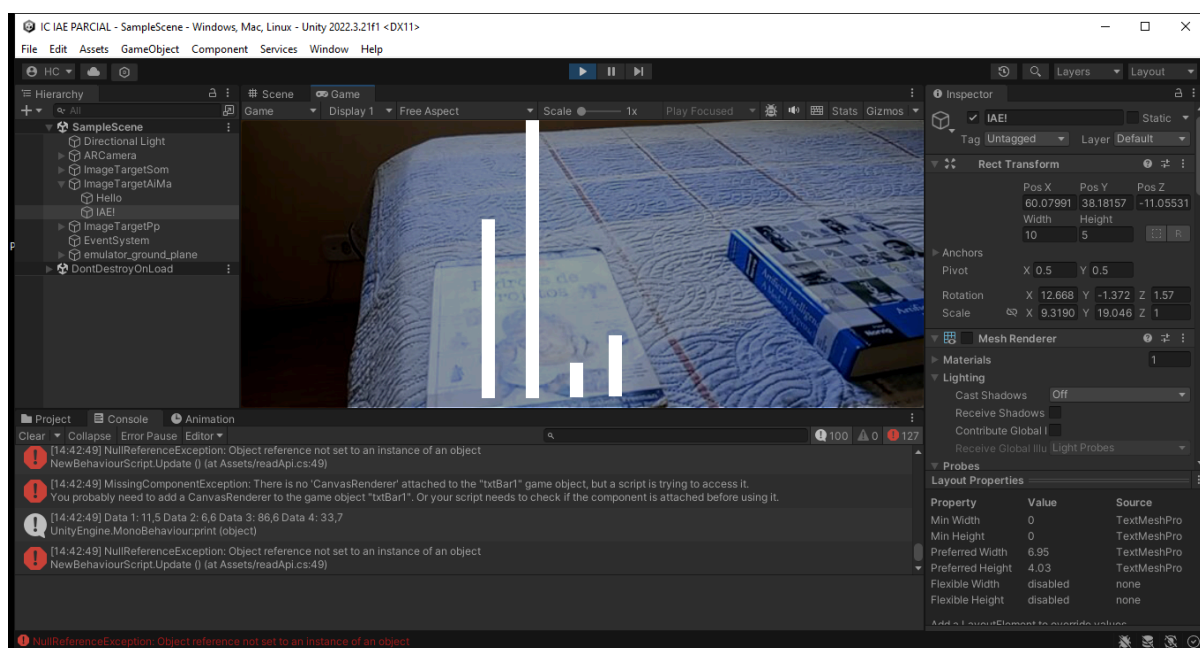 IC IAE PARCIAL - SampleScene - Windows, Mac, Linux - Unity 2022.3.21f1 <DX11>
File Edit Assets GameObject Component Services Window Help
HC Layers Layout
Hierarchy Scene Game Inspector
All Game Display 1 Free Aspect Scale 1x Play Focused Stats Gizmos IAE! Static
SampleScene Tag Untagged Layer Default
Directional Light
ARCamera
ImageTargetSom
ImageTargetAiMa
Hello
IAE!
ImageTargetPp
EventSystem
emulator_ground_plane
DontDestroyOnLoad
Padrões de
Projetos
Artificial Intelligence
Norvig
Rect Transform
Pos X Pos Y Pos Z
60.07991 38.18157 -11.05531
Width Height
10 5 R
Anchors
Pivot X 0.5 Y 0.5
Rotation X 12.668 Y -1.372 Z 1.57
Scale X 9.3190 Y 19.046 Z 1
Mesh Renderer
Materials 1
Lighting
Cast Shadows Off
Receive Shadows
Contribute Global I
Receive Global Illu Light Probes
Probes
Layout Properties
Property Value Source
Min Width 0 TextMeshPro
Min Height 0 TextMeshPro
Preferred Width 6.95 TextMeshPro
Preferred Height 4.03 TextMeshPro
Flexible Width disabled none
Flexible Height disabled none
Add a LayoutElement to override values
Project Console Animation
Clear Collapse Error Pause Editor 100 0 127
[14:42:49] NullReferenceException: Object reference not set to an instance of an object
NewBehaviourScript.Update () (at Assets/readApi.cs:49)
[14:42:49] MissingComponentException: There is no 'CanvasRenderer' attached to the "txtBar1" game object, but a script is trying to access it.
You probably need to add a CanvasRenderer to the game object "txtBar1". Or your script needs to check if the component is attached before using it.
[14:42:49] Data 1: 11,5 Data 2: 6,6 Data 3: 86,6 Data 4: 33,7
UnityEngine.MonoBehaviour:print (object)
[14:42:49] NullReferenceException: Object reference not set to an instance of an object
NewBehaviourScript.Update () (at Assets/readApi.cs:49)
NullReferenceException: Object reference not set to an instance of an object